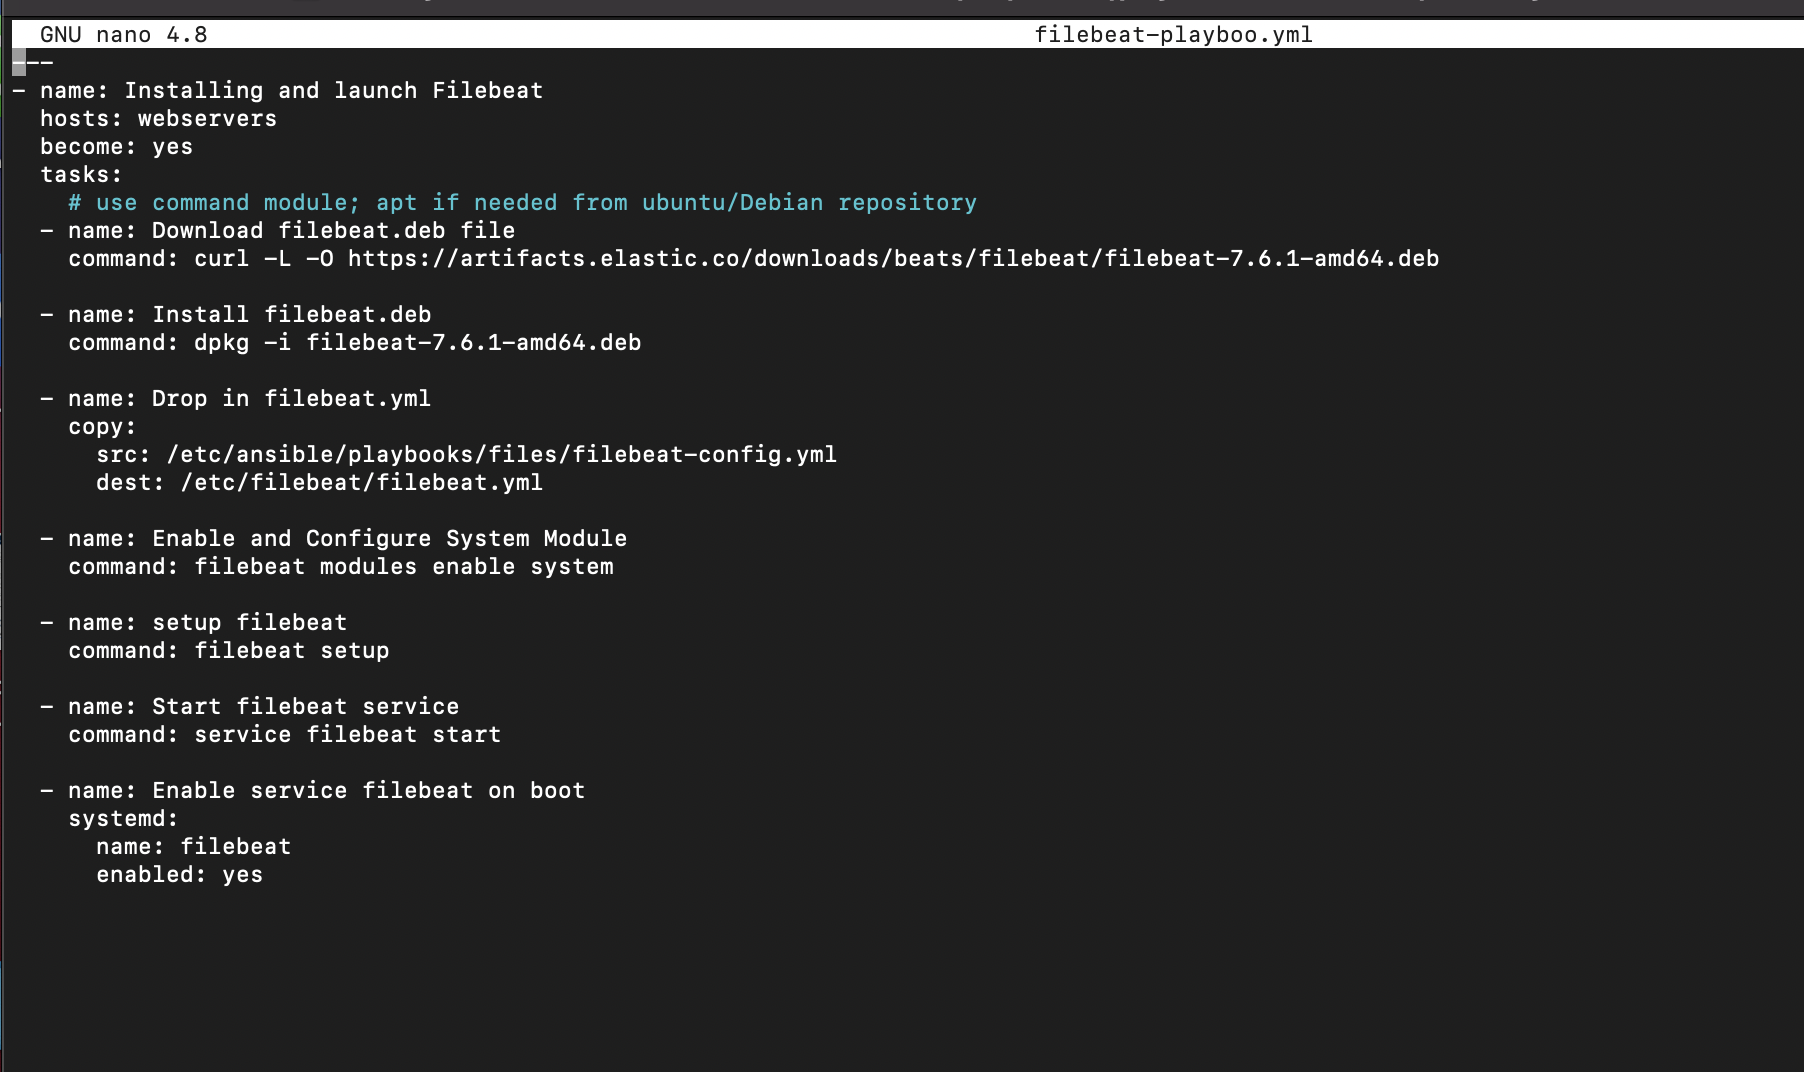 GNU nano 4.8 filebeat-playboo.yml
---
- name: Installing and launch Filebeat
  hosts: webservers
  become: yes
  tasks:
    # use command module; apt if needed from ubuntu/Debian repository
  - name: Download filebeat.deb file
    command: curl -L -O https://artifacts.elastic.co/downloads/beats/filebeat/filebeat-7.6.1-amd64.deb

  - name: Install filebeat.deb
    command: dpkg -i filebeat-7.6.1-amd64.deb

  - name: Drop in filebeat.yml
    copy:
      src: /etc/ansible/playbooks/files/filebeat-config.yml
      dest: /etc/filebeat/filebeat.yml

  - name: Enable and Configure System Module
    command: filebeat modules enable system

  - name: setup filebeat
    command: filebeat setup

  - name: Start filebeat service
    command: service filebeat start

  - name: Enable service filebeat on boot
    systemd:
      name: filebeat
      enabled: yes